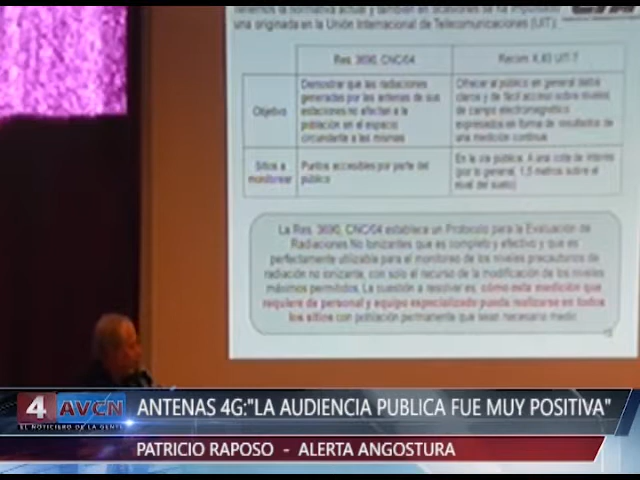 tenemos la normativa actual y también en
una originada en la Unión Internacional de Telecomunicaciones (UIT)
Res. 3690, CNC/04
Recom. K.83 UIT-T
Objetivo
Demostrar que las radiaciones
generadas por las antenas de sus
estaciones no afectan a la
población en el espacio
circundante a las mismas
Ofrecer al público en general datos
claros y de fácil acceso sobre niveles
de campo electromagnético
expresados en forma de resultados de
una medición continua
Sitios a
monitorear
Puntos accesibles por parte del
público
En la vía pública. A una cota de interés
(por lo general, 1,5 metros sobre el
nivel del suelo)
La Res. 3690, CNC/04 establece un Protocolo para la Evaluación de
Radiaciones No Ionizantes que es completo y efectivo y que es
perfectamente utilizable para el monitoreo de los niveles precautorios de
radiación no ionizante, con solo el recurso de la modificación de los niveles
máximos permitidos. La cuestión a resolver es, cómo esta medición que
requiere de personal y equipo especializado pueda realizarse en todos
los sitios con población permanente que sean necesario medir.
4 AVCN
EL NOTICIERO DE LA GENTE
ANTENAS 4G:"LA AUDIENCIA PUBLICA FUE MUY POSITIVA"
PATRICIO RAPOSO - ALERTA ANGOSTURA